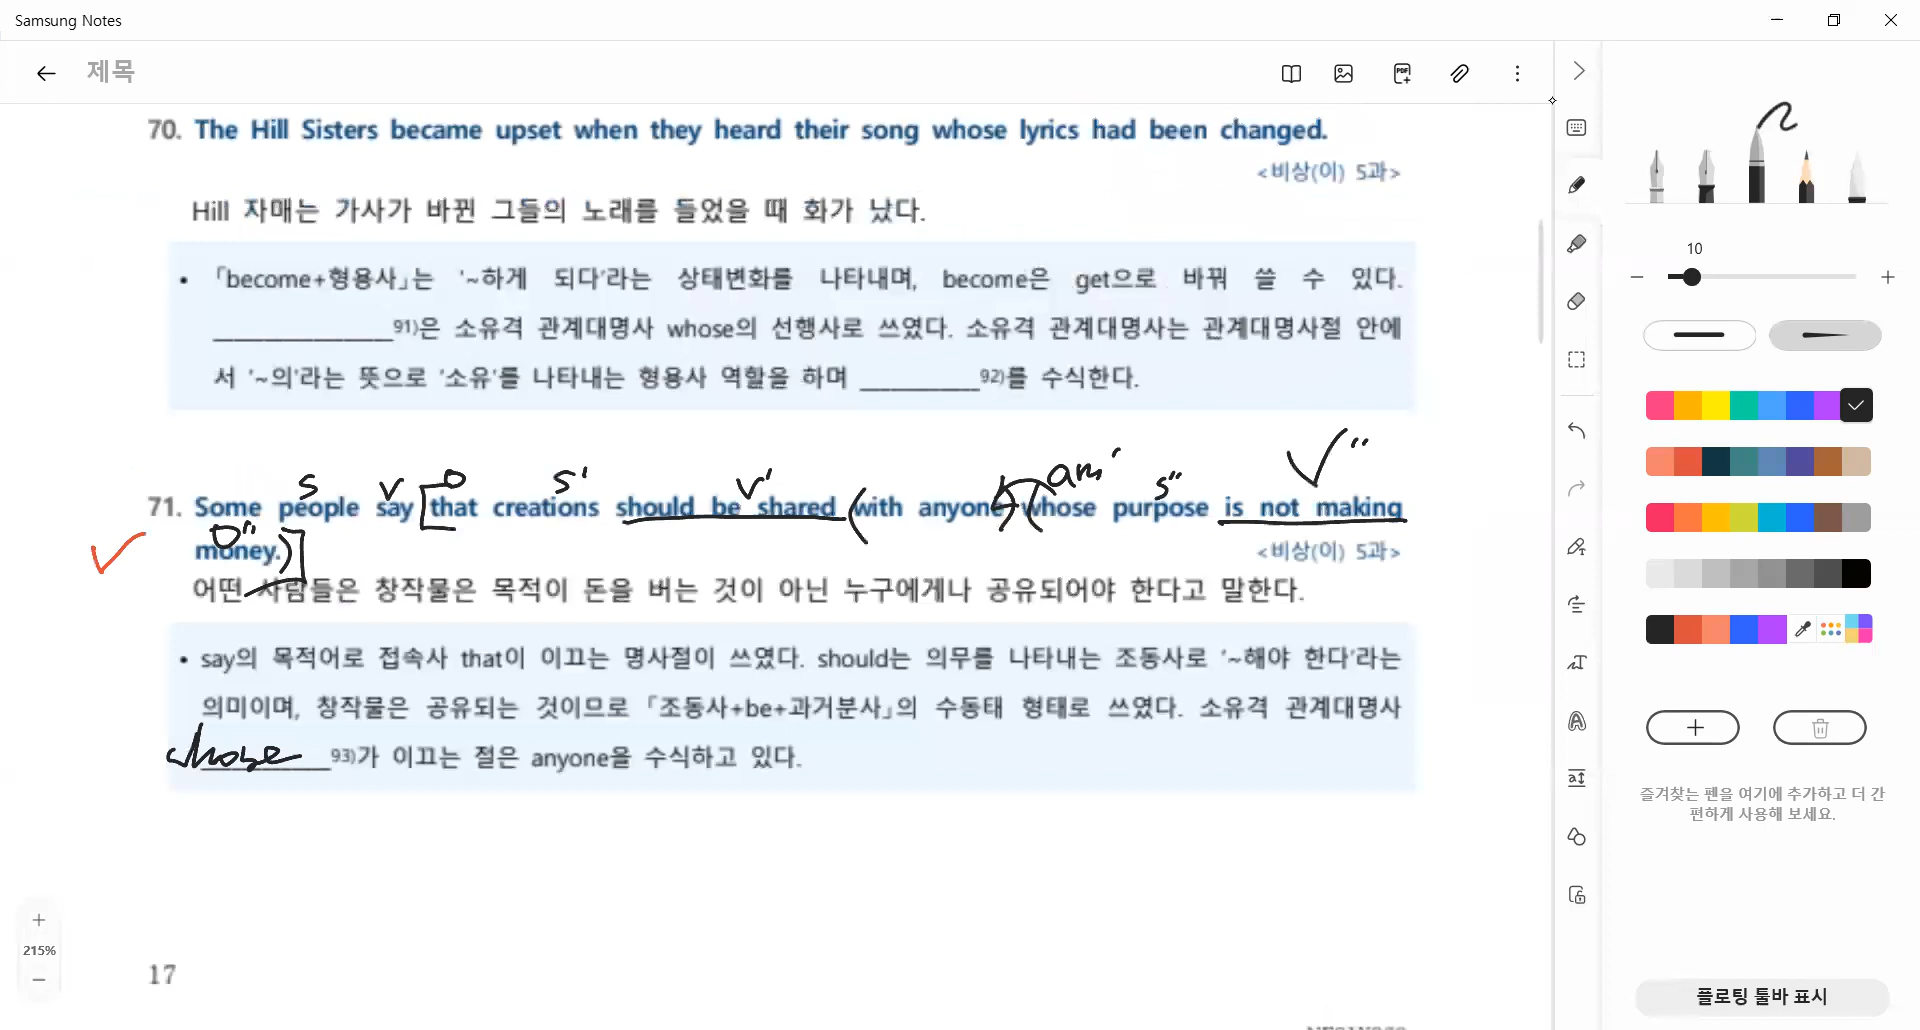 Samsung Notes
제목
70. The Hill Sisters became upset when they heard their song whose lyrics had been changed.
<비상(이) 5과>
Hill 자매는 가사가 바뀐 그들의 노래를 들었을 때 화가 났다.
• 「become+형용사」는 '~하게 되다'라는 상태변화를 나타내며, become은 get으로 바꿔 쓸 수 있다.
____________91)은 소유격 관계대명사 whose의 선행사로 쓰였다. 소유격 관계대명사는 관계대명사절 안에
서 '~의'라는 뜻으로 '소유'를 나타내는 형용사 역할을 하며 ________92)를 수식한다.
S V O S' V' am' S" V"
71. Some people say [that creations should be shared (with anyone) (whose purpose is not making
O"
money.)]
<비상(이) 5과>
어떤 사람들은 창작물은 목적이 돈을 버는 것이 아닌 누구에게나 공유되어야 한다고 말한다.
• say의 목적어로 접속사 that이 이끄는 명사절이 쓰였다. should는 의무를 나타내는 조동사로 '~해야 한다'라는
의미이며, 창작물은 공유되는 것이므로 「조동사+be+과거분사」의 수동태 형태로 쓰였다. 소유격 관계대명사
whose 93)가 이끄는 절은 anyone을 수식하고 있다.
17
215%
10
즐겨찾는 펜을 여기에 추가하고 더 간
편하게 사용해 보세요.
플로팅 툴바 표시